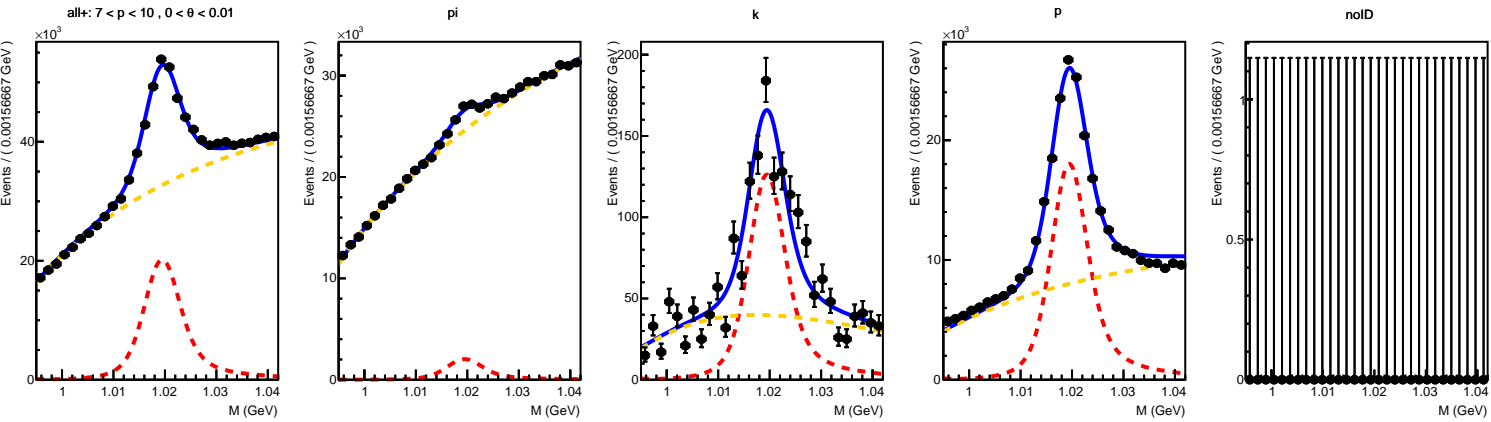 all+: 7 < p < 10 , 0 < θ < 0.01
×10³
Events / ( 0.00156667 GeV )
40
20
0
1 1.01 1.02 1.03 1.04
M (GeV)
pi
×10³
Events / ( 0.00156667 GeV )
30
20
10
0
1 1.01 1.02 1.03 1.04
M (GeV)
k
Events / ( 0.00156667 GeV )
200
150
100
50
0
1 1.01 1.02 1.03 1.04
M (GeV)
p
×10³
Events / ( 0.00156667 GeV )
20
10
0
1 1.01 1.02 1.03 1.04
M (GeV)
noID
Events / ( 0.00156667 GeV )
1
0.5
0
1 1.01 1.02 1.03 1.04
M (GeV)